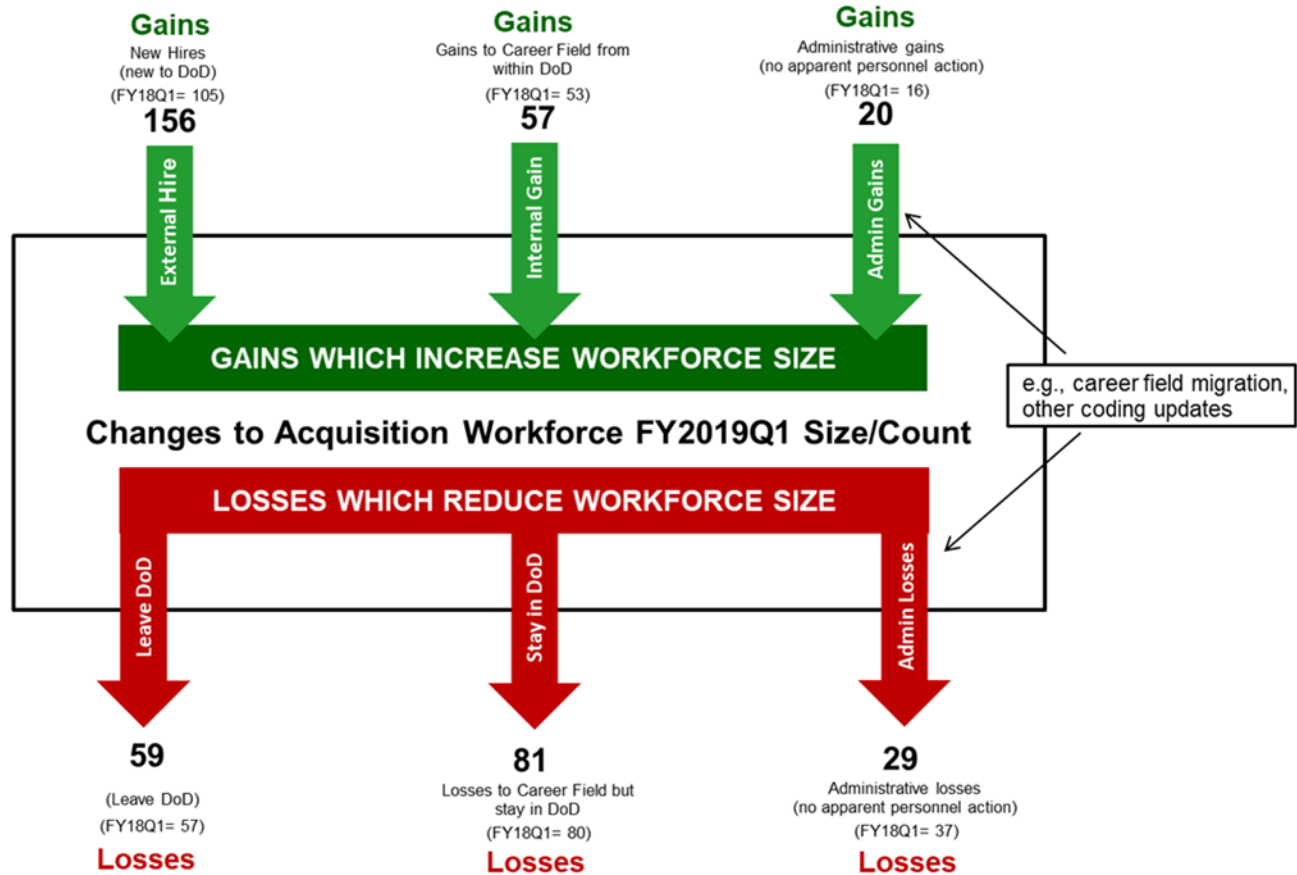 Gains
New Hires
(new to DoD)
(FY18Q1= 105)
156
External Hire
Gains
Gains to Career Field from
within DoD
(FY18Q1= 53)
57
Internal Gain
Gains
Administrative gains
(no apparent personnel action)
(FY18Q1= 16)
20
Admin Gains
GAINS WHICH INCREASE WORKFORCE SIZE
e.g., career field migration,
other coding updates
Changes to Acquisition Workforce FY2019Q1 Size/Count
LOSSES WHICH REDUCE WORKFORCE SIZE
Leave DoD
59
(Leave DoD)
(FY18Q1= 57)
Losses
Stay in DoD
81
Losses to Career Field but
stay in DoD
(FY18Q1= 80)
Losses
Admin Losses
29
Administrative losses
(no apparent personnel action)
(FY18Q1= 37)
Losses